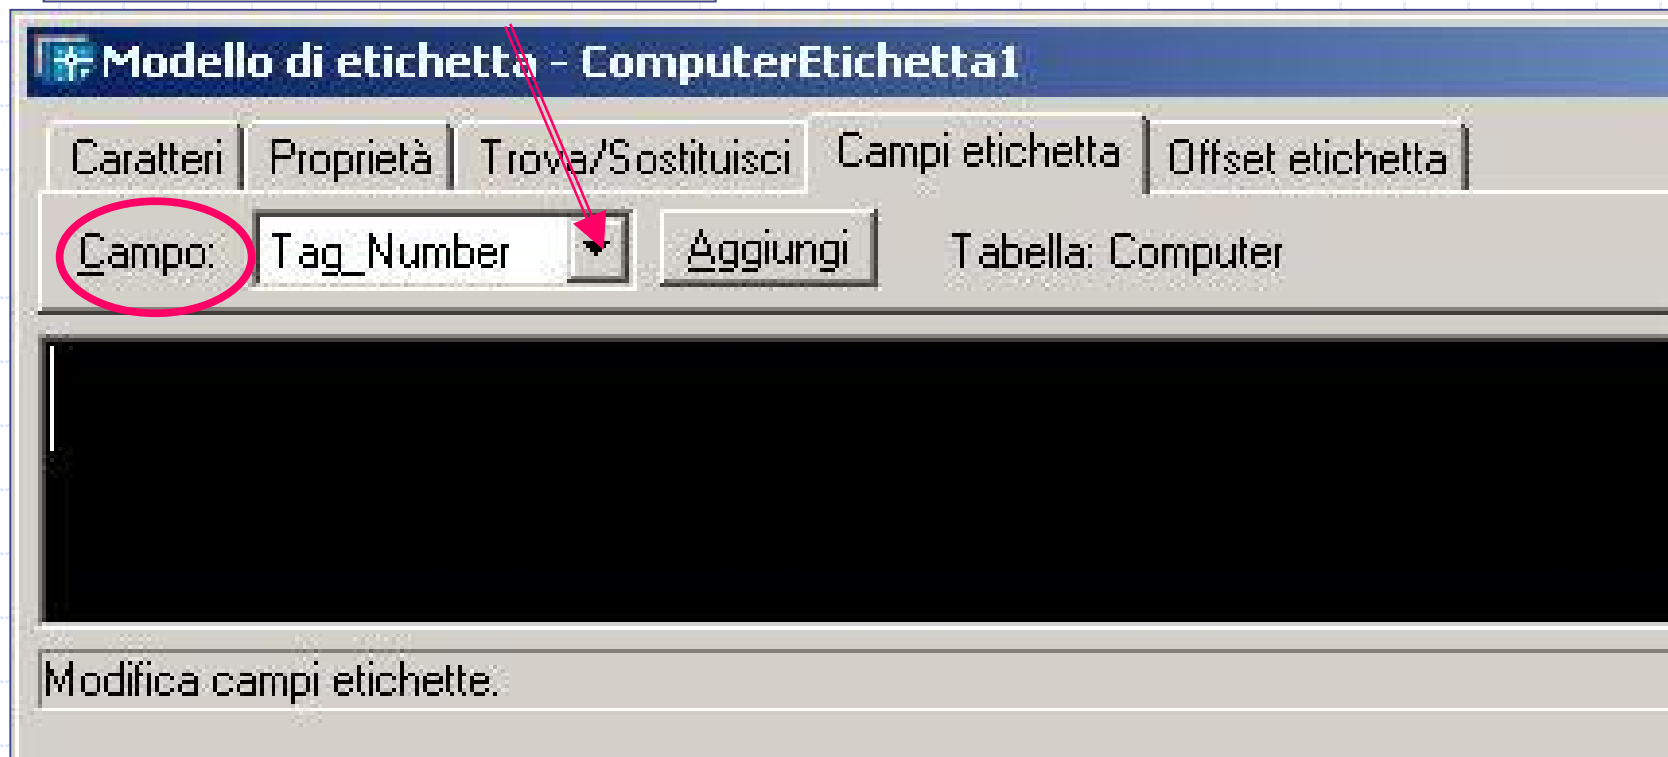 Modello di etichetta - ComputerEtichetta1
Caratteri Proprietà Trova/Sostituisci Campi etichetta Offset etichetta
Campo: Tag_Number Aggiungi Tabella: Computer
Modifica campi etichette.